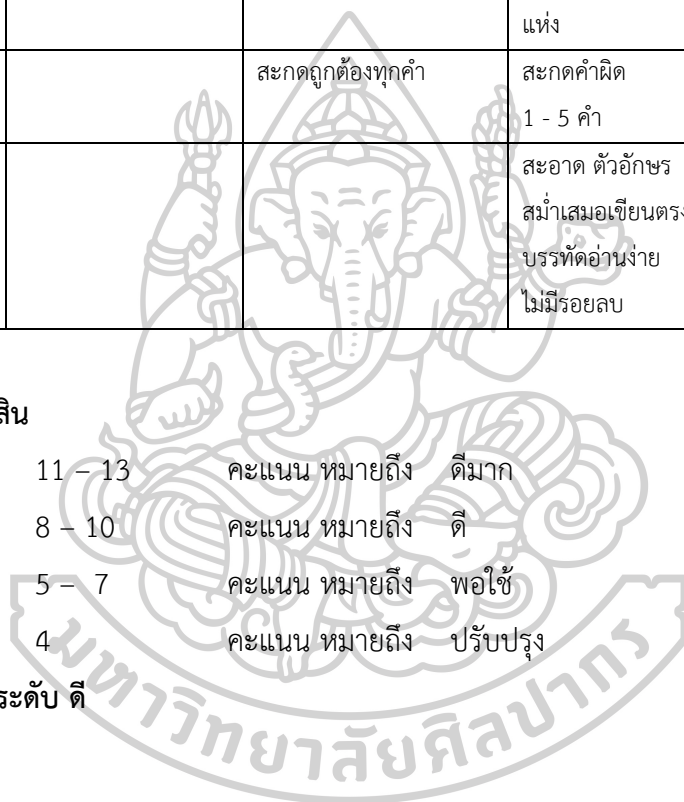 แห่ง
สะกดถูกต้องทุกคำ สะกดคำผิด
1 - 5 คำ
สะอาด ตัวอักษร
สม่ำเสมอเขียนตรง
บรรทัดอ่านง่าย
ไม่มีรอยลบ
สิน
11 – 13 คะแนน หมายถึง ดีมาก
8 – 10 คะแนน หมายถึง ดี
5 – 7 คะแนน หมายถึง พอใช้
4 คะแนน หมายถึง ปรับปรุง
ระดับ ดี
มหาวิทยาลัยศิลปากร